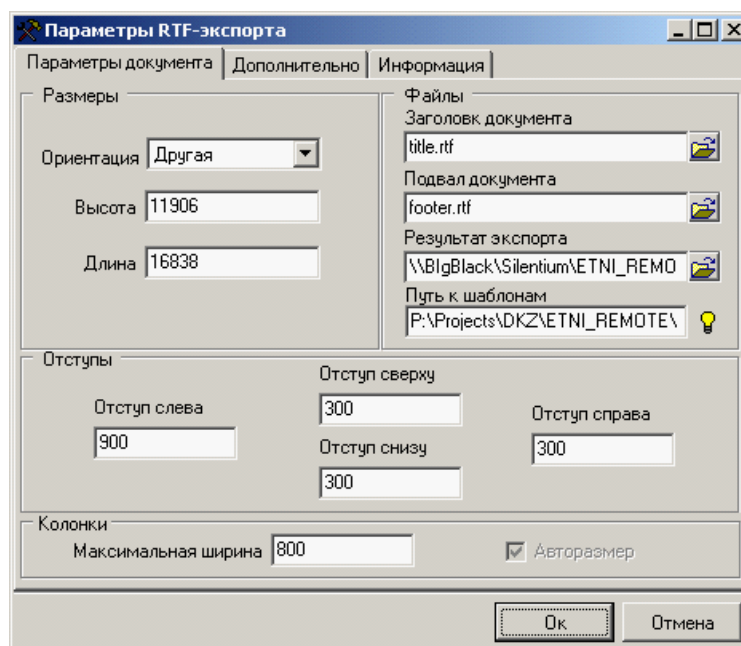 Параметры RTF-экспорта
Параметры документа Дополнительно Информация
Размеры
Ориентация Другая
Высота 11906
Длина 16838
Файлы
Заголовк документа
title.rtf
Подвал документа
footer.rtf
Результат экспорта
\\BIgBlack\Silentium\ETNI_REMO
Путь к шаблонам
P:\Projects\DKZ\ETNI_REMOTE\
Отступы
Отступ слева
900
Отступ сверху
300
Отступ снизу
300
Отступ справа
300
Колонки
Максимальная ширина 800
Авторазмер
Ок Отмена